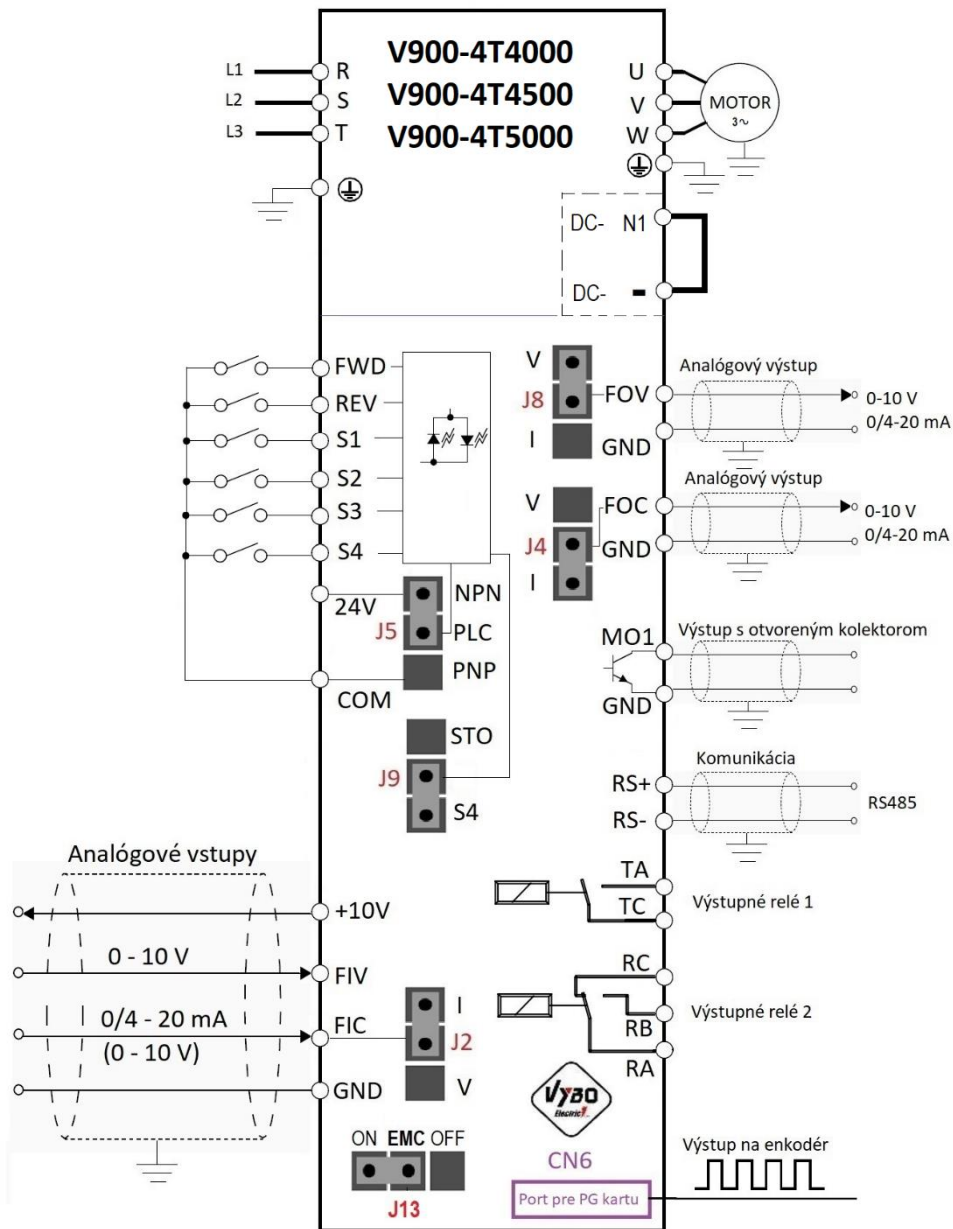 V900-4T4000
V900-4T4500
V900-4T5000
L1 R
L2 S
L3 T
U
V
W
MOTOR
3~
DC- N1
DC- -
FWD
REV
S1
S2
S3
S4
24V
COM
NPN
J5 PLC
PNP
STO
J9
S4
V
J8 FOV
I GND
Analógový výstup
0-10 V
0/4-20 mA
V FOC
J4 GND
I
Analógový výstup
0-10 V
0/4-20 mA
MO1
GND
Výstup s otvoreným kolektorom
Komunikácia
RS+
RS-
RS485
TA
TC
Výstupné relé 1
RC
RB
RA
Výstupné relé 2
Analógové vstupy
+10V
0 - 10 V
FIV
0/4 - 20 mA
(0 - 10 V)
FIC
GND
I
J2
V
ON EMC OFF
J13
VYBO
Electric
CN6
Port pre PG kartu
Výstup na enkodér